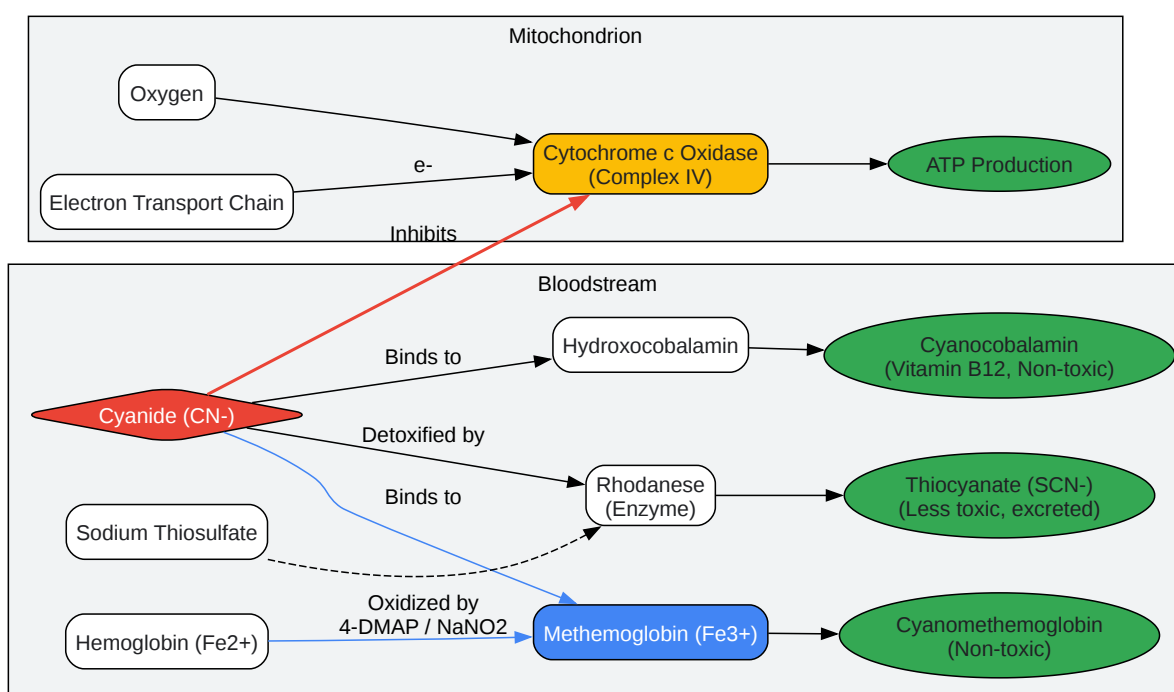 Mitochondrion
Oxygen
e-
Cytochrome c Oxidase
(Complex IV)
ATP Production
Electron Transport Chain
Inhibits
Bloodstream
Binds to
Hydroxocobalamin
Cyanocobalamin
(Vitamin B12, Non-toxic)
Cyanide (CN-)
Detoxified by
Binds to
Rhodanese
(Enzyme)
Thiocyanate (SCN-)
(Less toxic, excreted)
Sodium Thiosulfate
Oxidized by
4-DMAP / NaNO2
Hemoglobin (Fe2+)
Methemoglobin (Fe3+)
Cyanomethemoglobin
(Non-toxic)